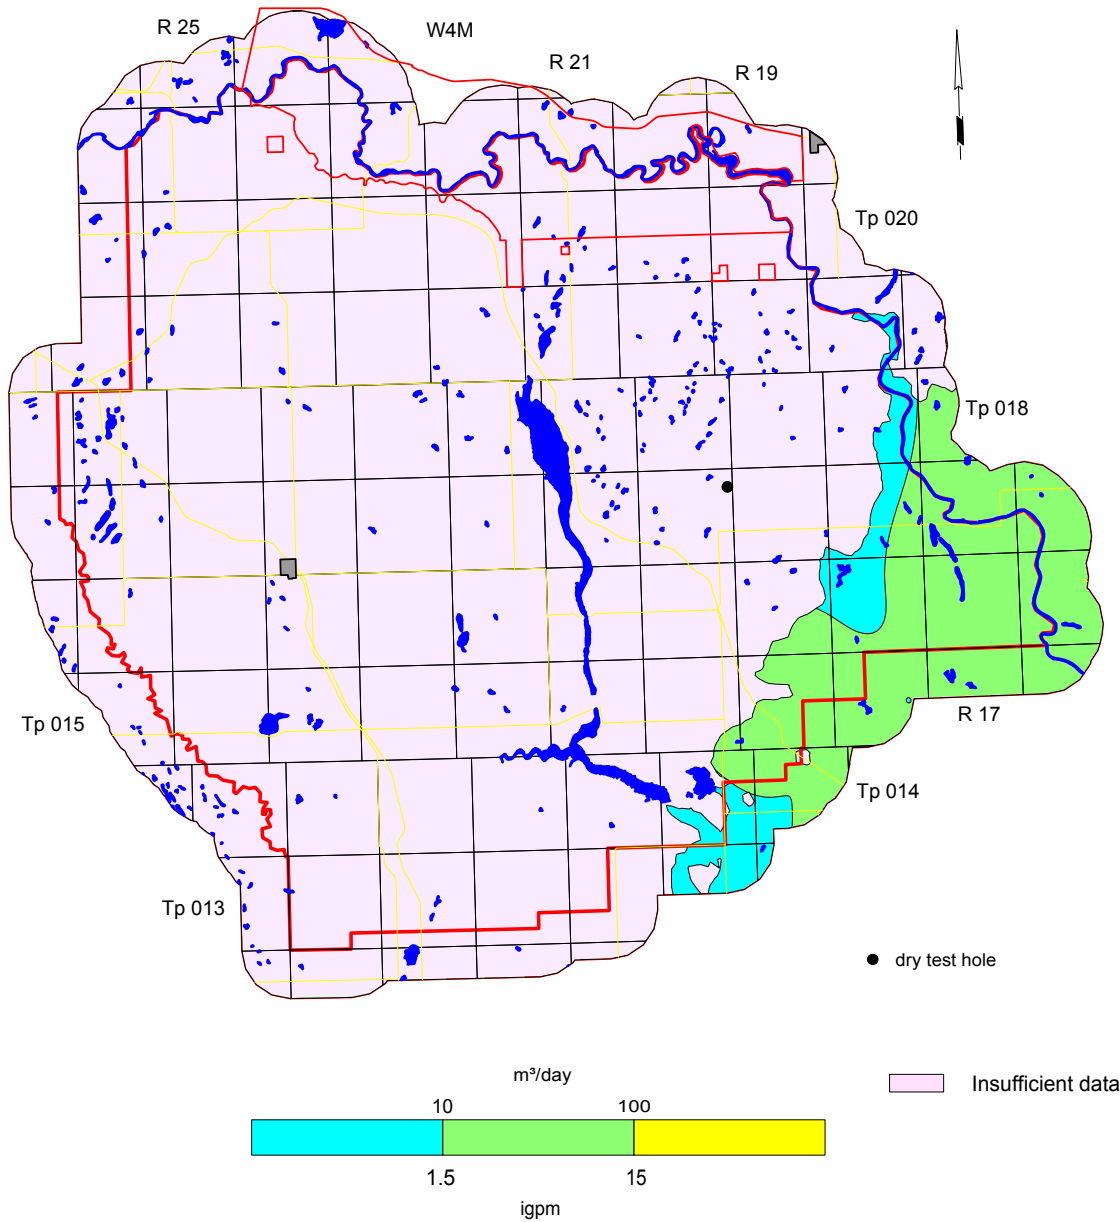 R 25
W4M
R 21
R 19
Tp 020
Tp 018
Tp 015
R 17
Tp 014
Tp 013
dry test hole
m³/day
Insufficient data
10 100
1.5 15
igpm